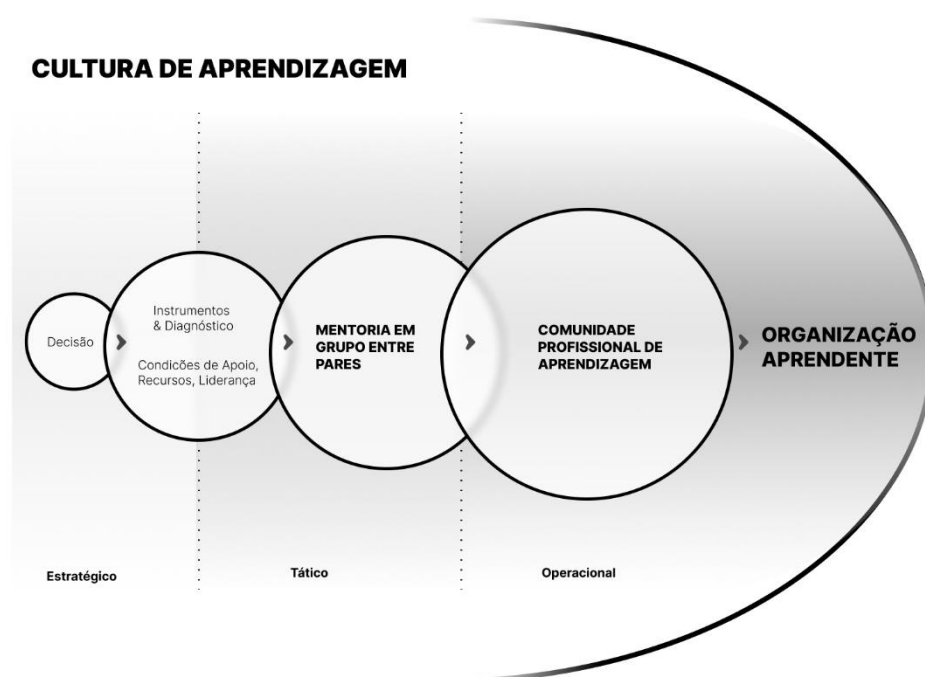 CULTURA DE APRENDIZAGEM
Decisão
Instrumentos
& Diagnóstico
Condicões de Apoio,
Recursos, Liderança
MENTORIA EM
GRUPO ENTRE
PARES
COMUNIDADE
PROFISSIONAL DE
APRENDIZAGEM
ORGANIZAÇÃO
APRENDENTE
Estratégico
Tático
Operacional